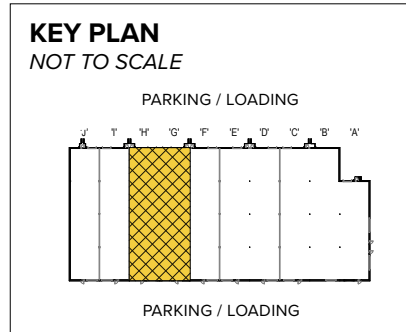 KEY PLAN
NOT TO SCALE
PARKING / LOADING
'J' 'I' 'H' 'G' 'F' 'E' 'D' 'C' 'B' 'A'
PARKING / LOADING